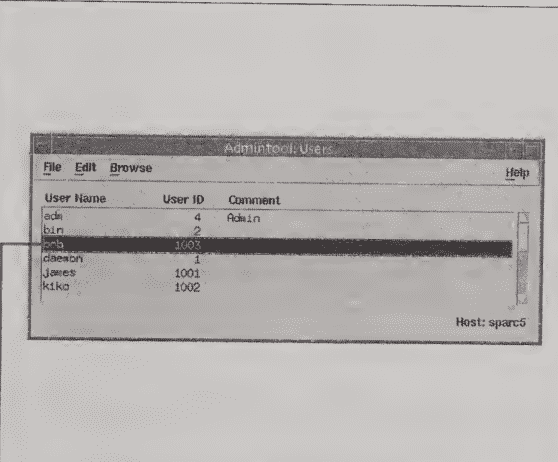 Admintool: Users
File Edit Browse Help
User Name User ID Comment
adm 4 Admin
bin 2
bob 1003
daemon 1
james 1001
kiko 1002
Host: sparc5